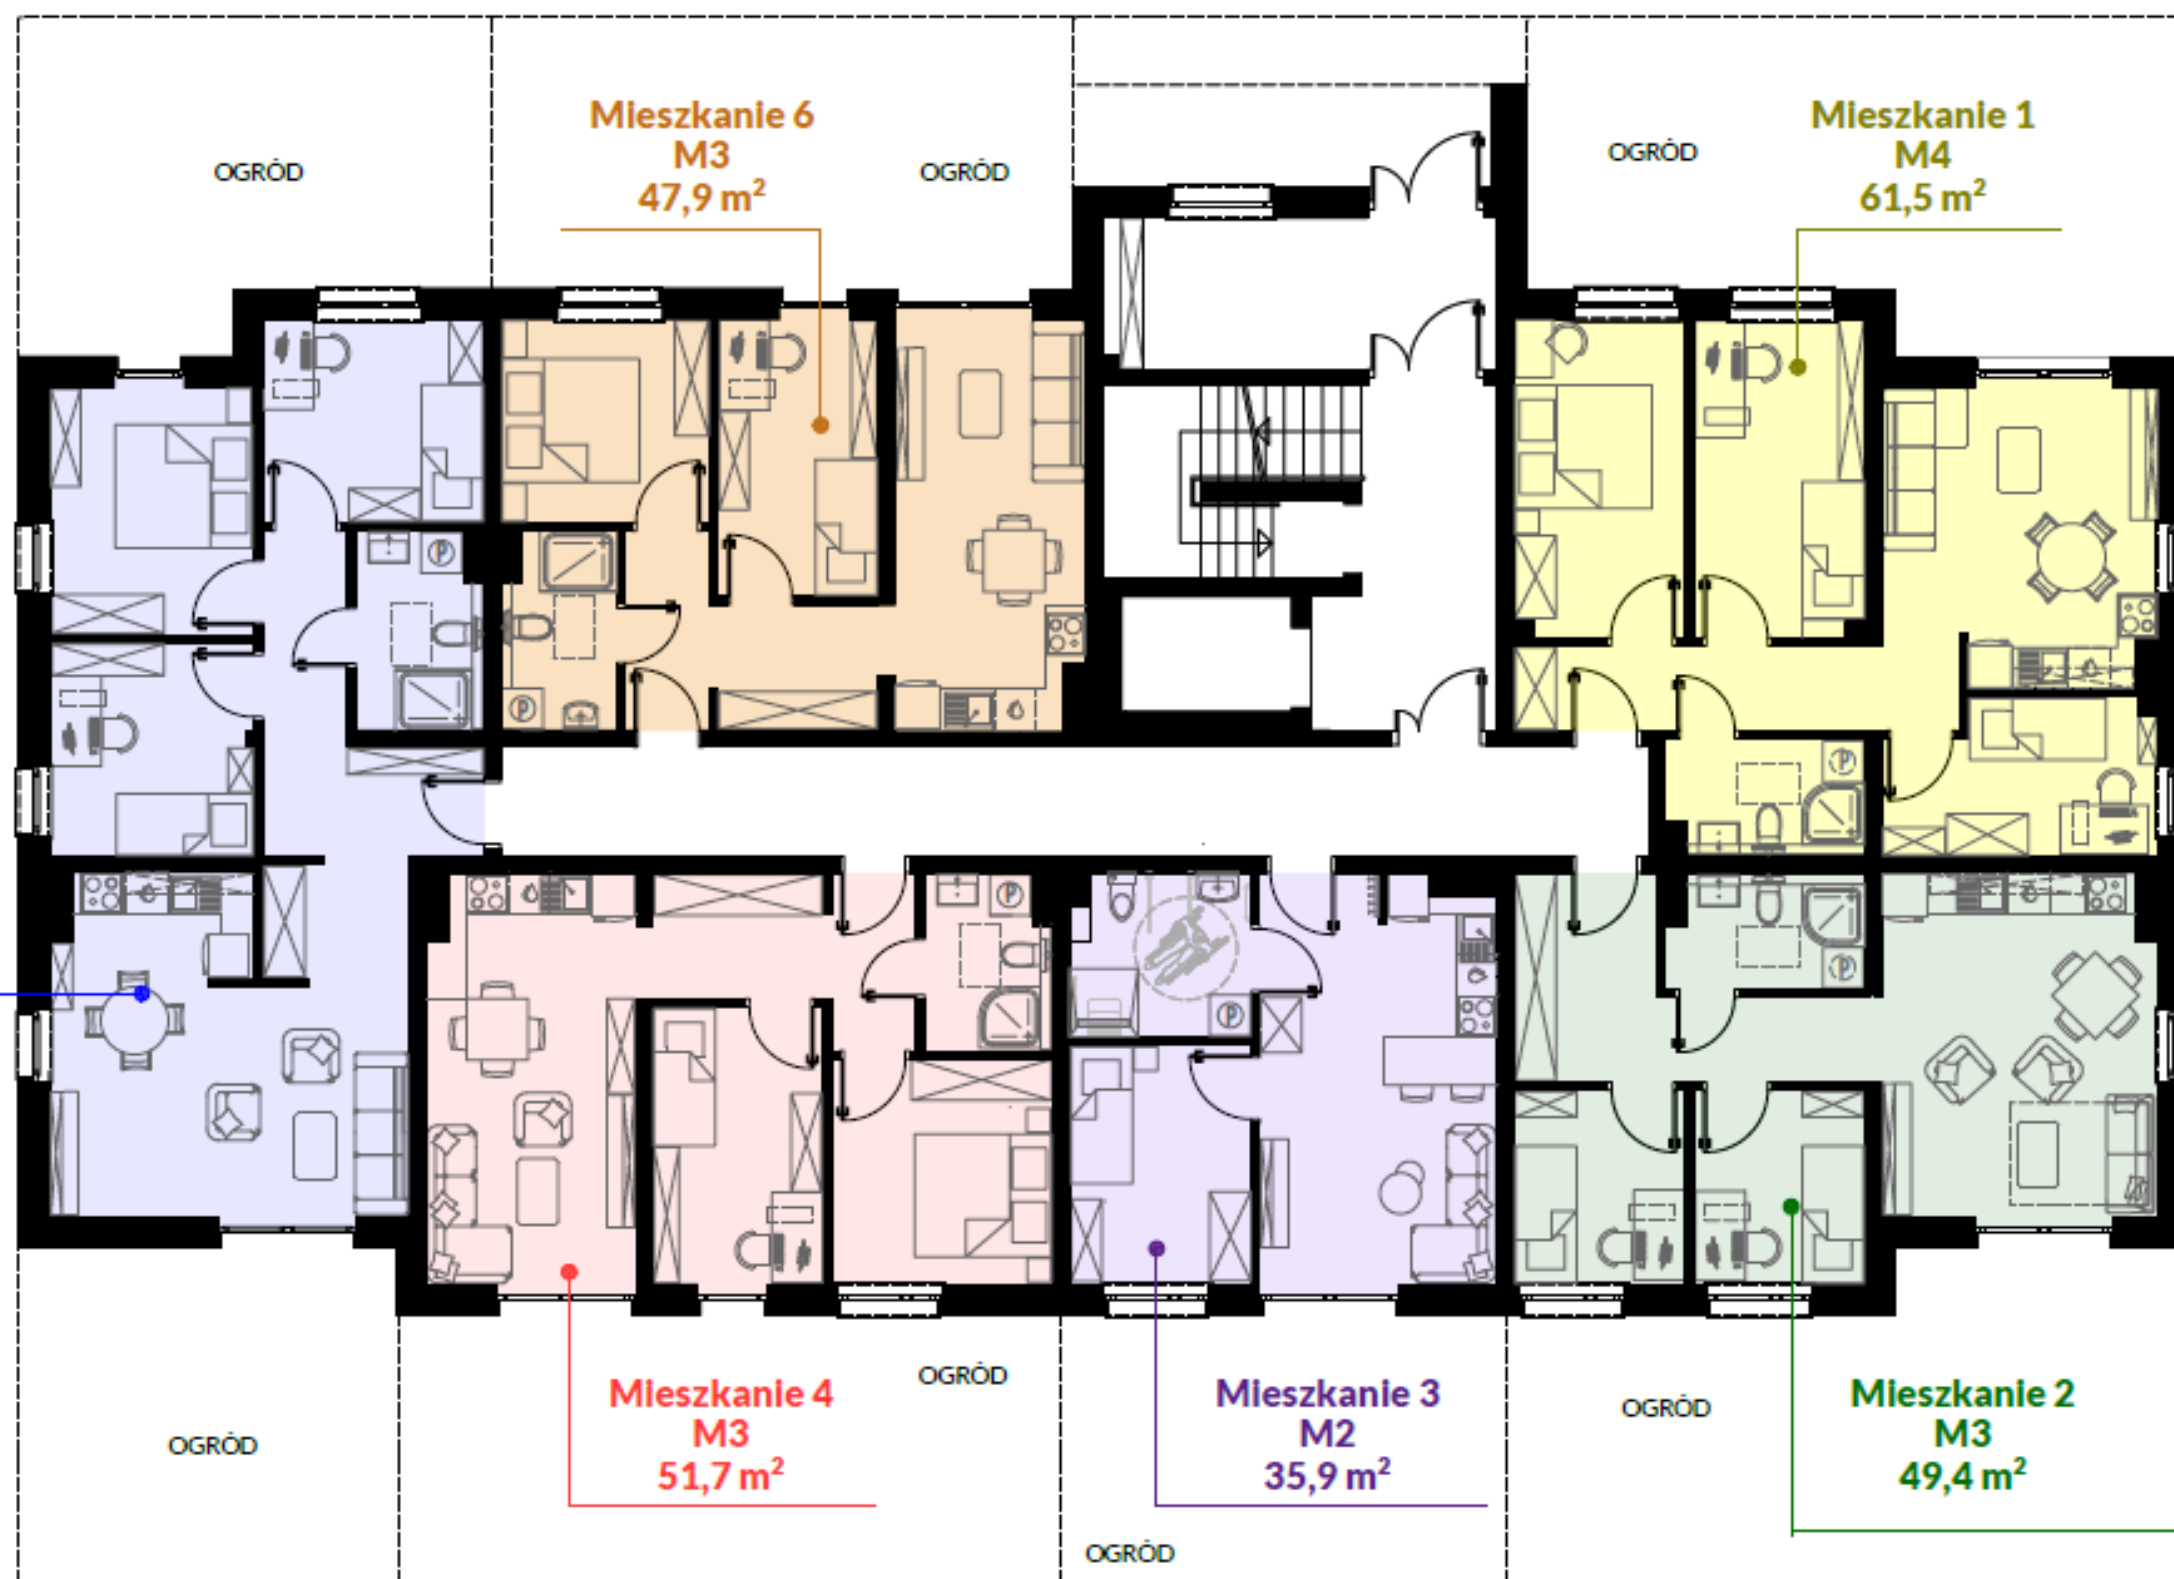 Mieszkanie 6
M3
47,9 m²
Mieszkanie 1
M4
61,5 m²
OGRÓD
OGRÓD
OGRÓD
P
P
P
P
P
P
Mieszkanie 4
M3
51,7 m²
OGRÓD
Mieszkanie 3
M2
35,9 m²
OGRÓD
Mieszkanie 2
M3
49,4 m²
OGRÓD
OGRÓD